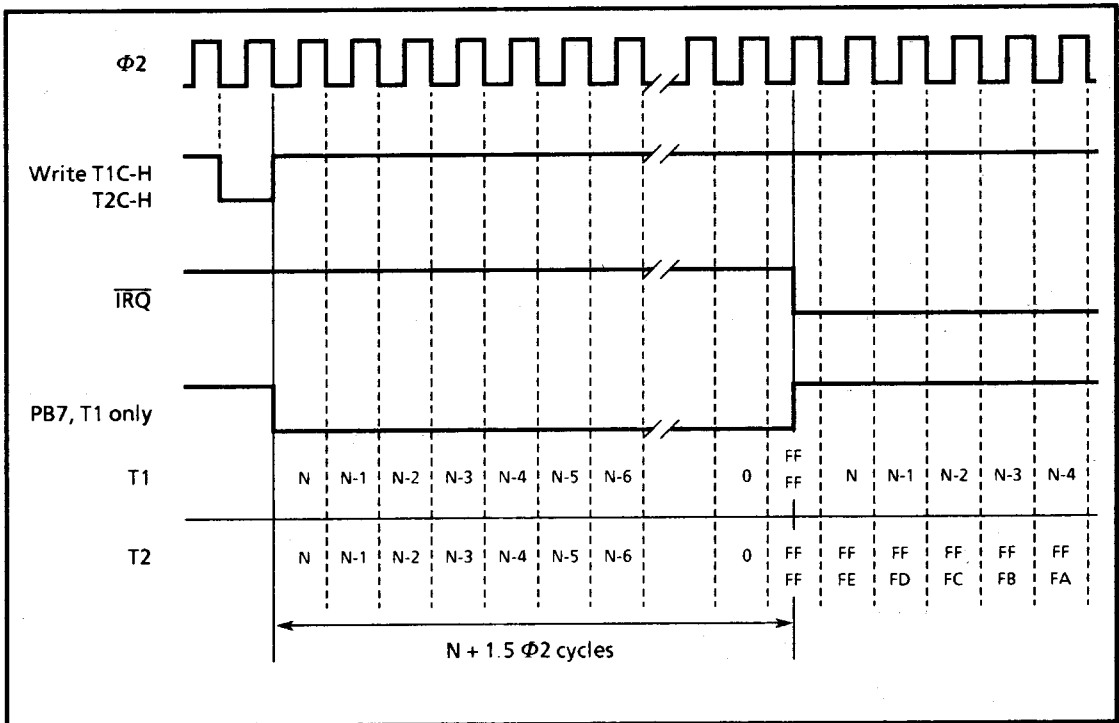 Φ2
Write T1C-H
T2C-H
IRQ
PB7, T1 only
T1 N N-1 N-2 N-3 N-4 N-5 N-6 0 FF FF N N-1 N-2 N-3 N-4
T2 N N-1 N-2 N-3 N-4 N-5 N-6 0 FF FF FF FF FF FF
FF FE FD FC FB FA
N + 1.5 Φ2 cycles